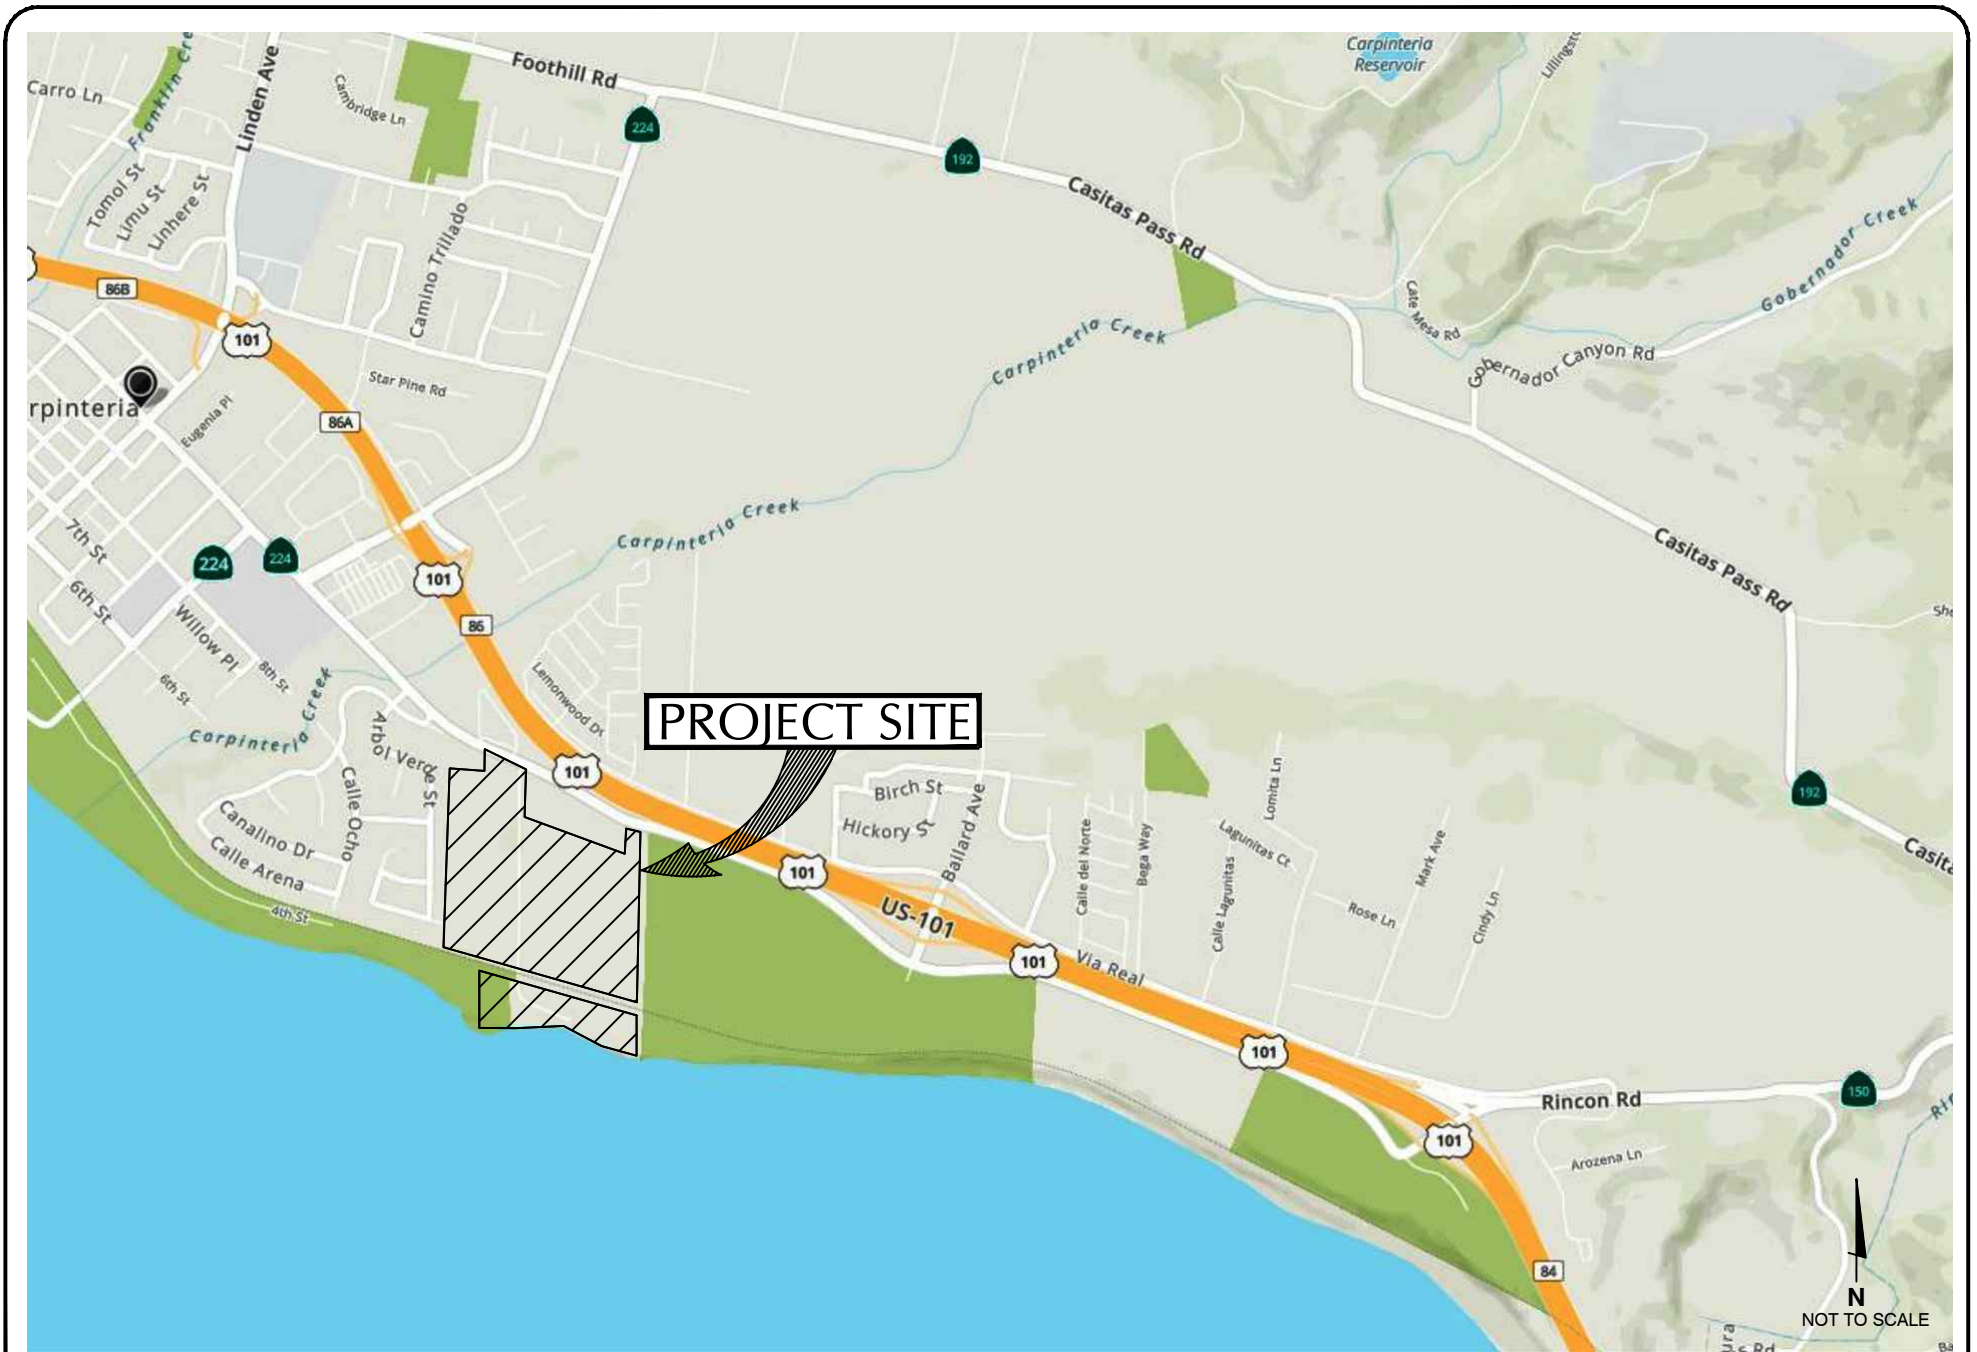 Carpinteria
Reservoir
Foothill Rd
Linden Ave
Carro Ln
Cambridge Ln
224
192
Casitas Pass Rd
Tomol St
Limu St
Linhere St
Camino Trillado
Gobernador Creek
86B
101
Cate Mesa Rd
Carpinteria Creek
Gobernador Canyon Rd
Star Pine Rd
rpinteria
Eugenia Pl
86A
Carpinteria Creek
7th St
224
224
101
Casitas Pass Rd
6th St
86
Willow Pl
8th St
6th St
Lemonwood Dr
Carpinteria Creek
PROJECT SITE
Arbol Verde St
101
Calle Ocho
Birch St
Ballard Ave
Lomita Ln
192
Canalino Dr
Hickory St
Calle del Norte
Bega Way
Lagunitas Ct
Mark Ave
Calle Arena
101
Calle Lagunitas
Rose Ln
Cindy Ln
4th St
US-101
101
Via Real
101
Rincon Rd
150
101
Arozena Ln
84
N
NOT TO SCALE